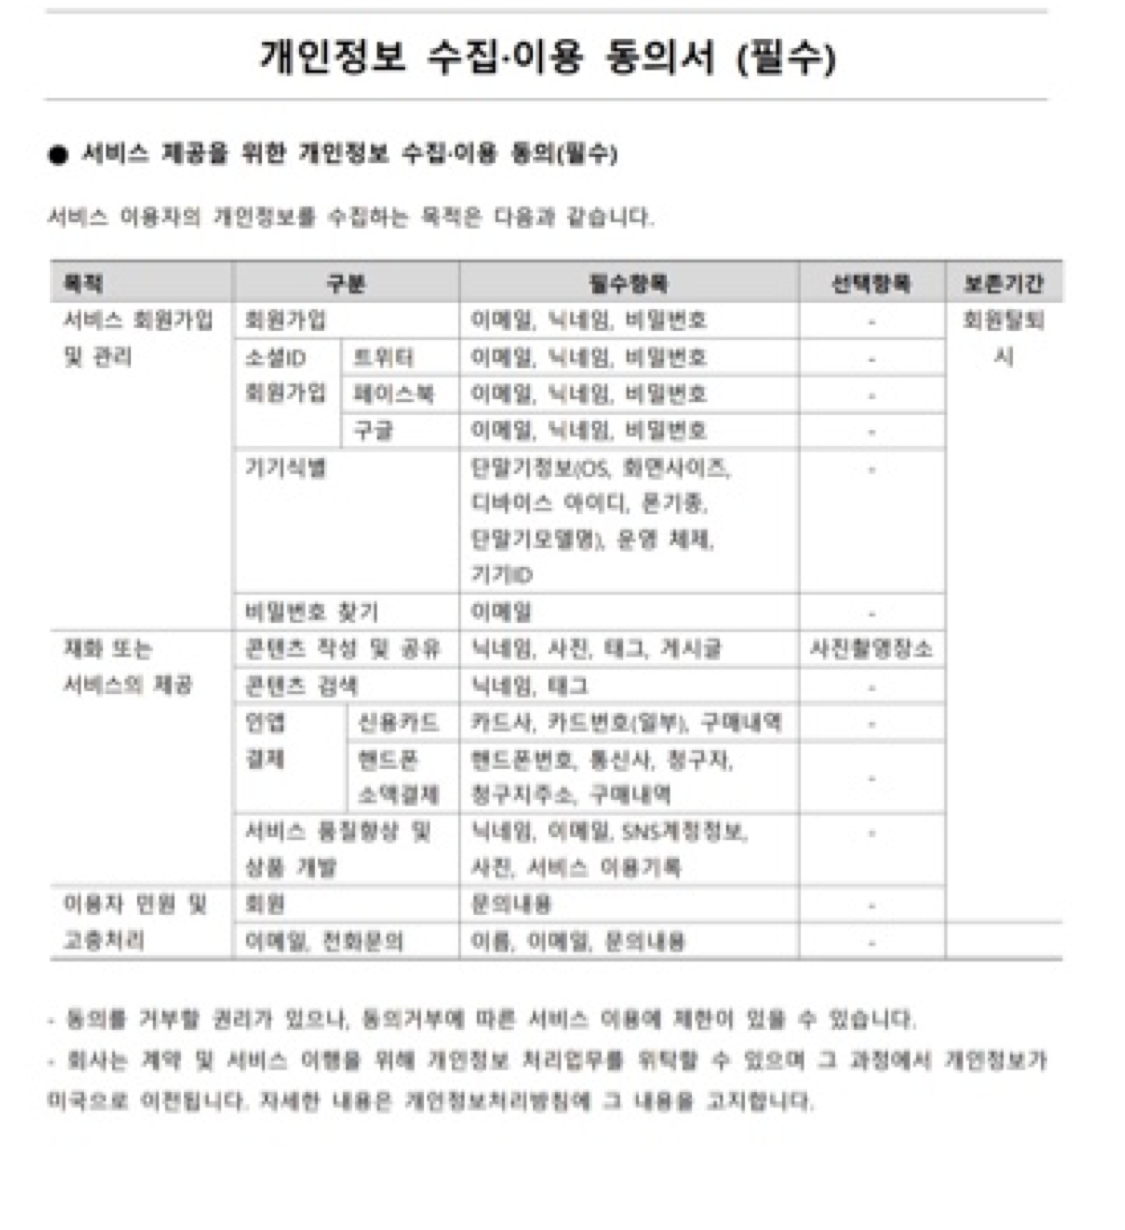 개인정보 수집·이용 동의서 (필수)
● 서비스 제공을 위한 개인정보 수집·이용 동의(필수)
서비스 이용자의 개인정보를 수집하는 목적은 다음과 같습니다.
목적 구분 필수항목 선택항목 보존기간
서비스 회원가입 회원가입 이메일, 닉네임, 비밀번호 - 회원탈퇴
및 관리 소셜ID 트위터 이메일, 닉네임, 비밀번호 - 시
회원가입 페이스북 이메일, 닉네임, 비밀번호 -
구글 이메일, 닉네임, 비밀번호 -
기기식별 단말기정보(OS, 화면사이즈, -
디바이스 아이디, 폰기종,
단말기모델명), 운영 체제,
기기ID
비밀번호 찾기 이메일 -
재화 또는 콘텐츠 작성 및 공유 닉네임, 사진, 태그, 게시글 사진촬영장소
서비스의 제공 콘텐츠 검색 닉네임, 태그 -
인앱 신용카드 카드사, 카드번호(일부), 구매내역 -
결제 핸드폰 핸드폰번호, 통신사, 청구자,
소액결제 청구지주소, 구매내역 -
서비스 품질향상 및 닉네임, 이메일, SNS계정정보, -
상품 개발 사진, 서비스 이용기록
이용자 민원 및 회원 문의내용 -
고충처리 이메일, 전화문의 이름, 이메일, 문의내용 -
- 동의를 거부할 권리가 있으나, 동의거부에 따른 서비스 이용에 제한이 있을 수 있습니다.
- 회사는 계약 및 서비스 이행을 위해 개인정보 처리업무를 위탁할 수 있으며 그 과정에서 개인정보가
미국으로 이전됩니다. 자세한 내용은 개인정보처리방침에 그 내용을 고지합니다.